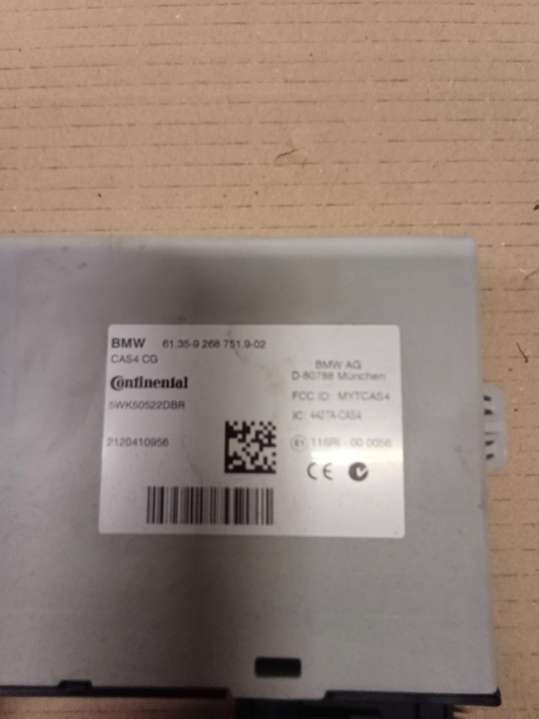 BMW 61.35-9 268 751.9-02
CAS4 CG
Continental
5WK50522DBR
2120410956
BMW AG
D-80788 München
FCC ID: MYTCAS4
IC: 4427A-CAS4
E1 116RI - 00 0056
CE